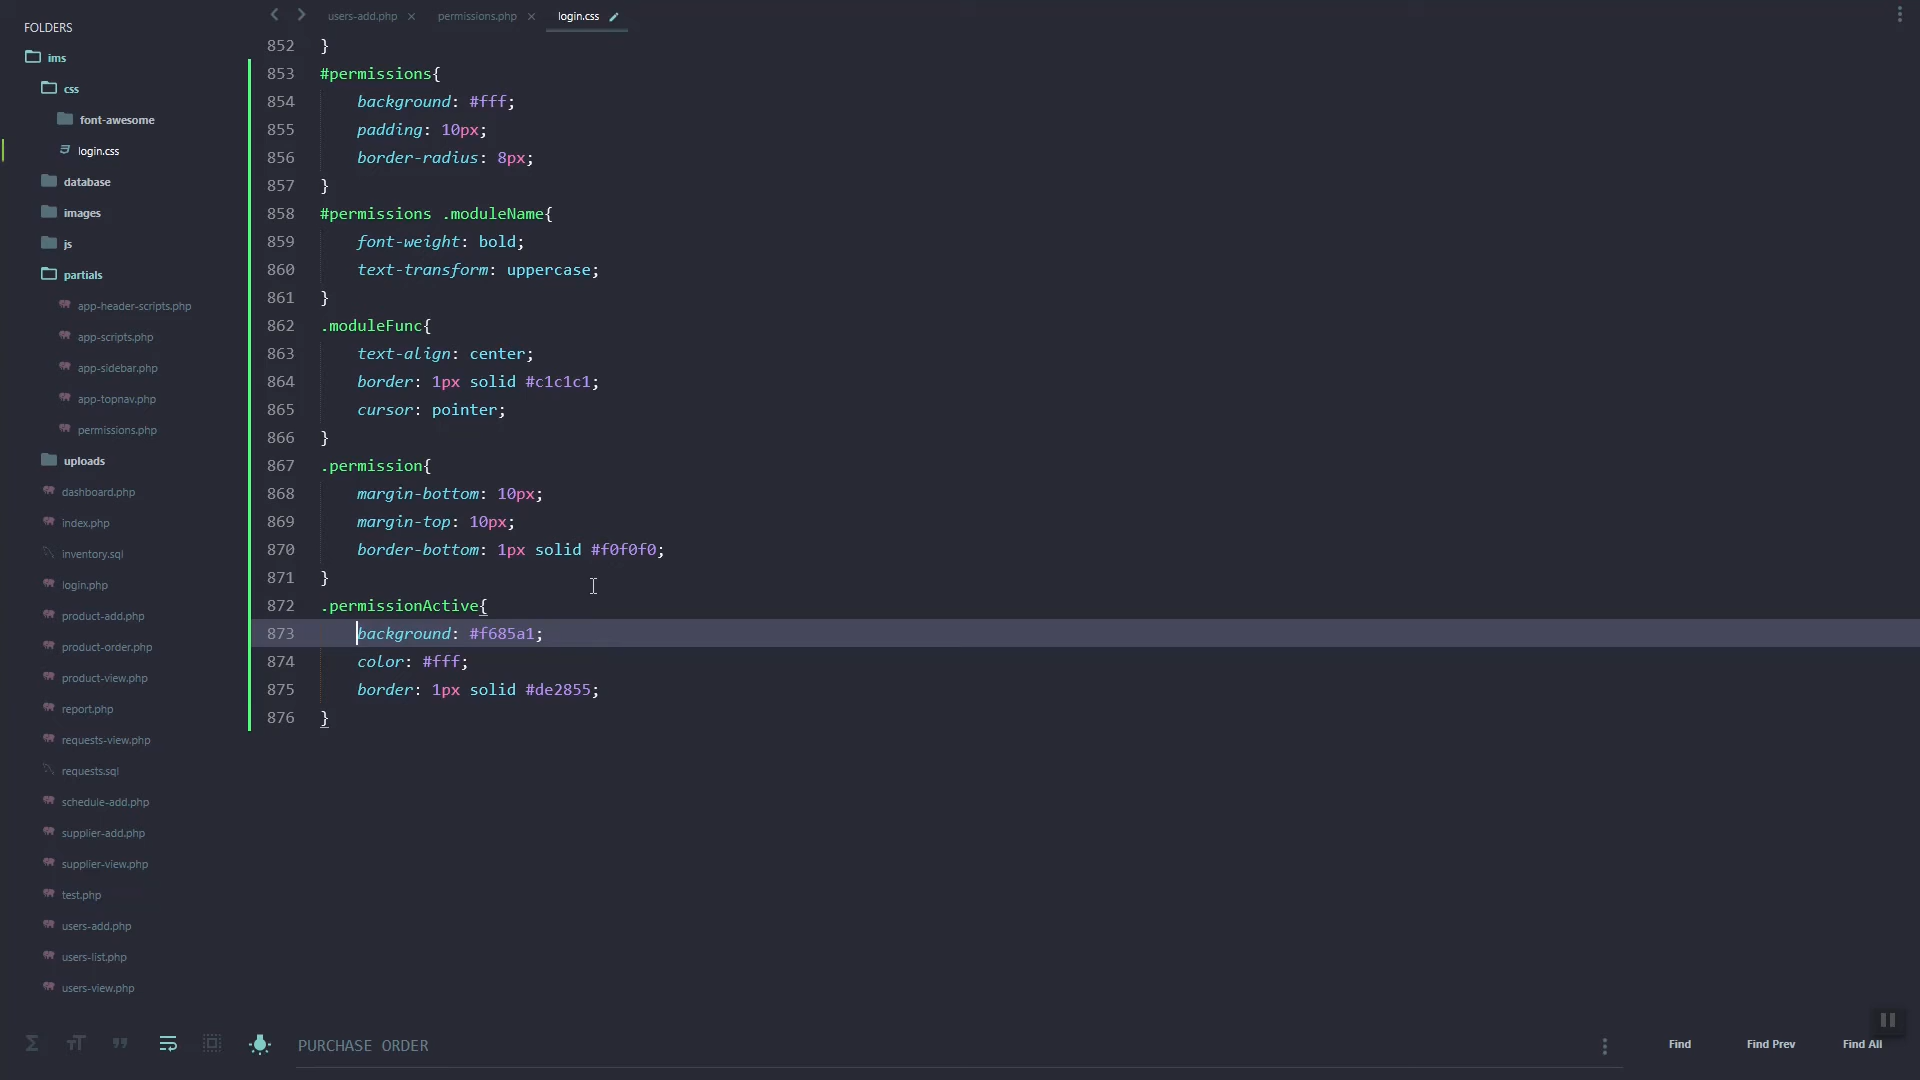 FOLDERS
ims
css
font-awesome
login.css
database
images
js
partials
app-header-scripts.php
app-scripts.php
app-sidebar.php
app-topnav.php
permissions.php
uploads
dashboard.php
index.php
inventory.sql
login.php
product-add.php
product-order.php
product-view.php
report.php
requests-view.php
requests.sql
schedule-add.php
supplier-add.php
supplier-view.php
test.php
users-add.php
users-list.php
users-view.php
users-add.php × permissions.php × login.css
852 }
853 #permissions{
854 background: #fff;
855 padding: 10px;
856 border-radius: 8px;
857 }
858 #permissions .moduleName{
859 font-weight: bold;
860 text-transform: uppercase;
861 }
862 .moduleFunc{
863 text-align: center;
864 border: 1px solid #c1c1c1;
865 cursor: pointer;
866 }
867 .permission{
868 margin-bottom: 10px;
869 margin-top: 10px;
870 border-bottom: 1px solid #f0f0f0;
871 }
872 .permissionActive{
873 background: #f685a1;
874 color: #fff;
875 border: 1px solid #de2855;
876 }
PURCHASE ORDER
Find Find Prev Find All